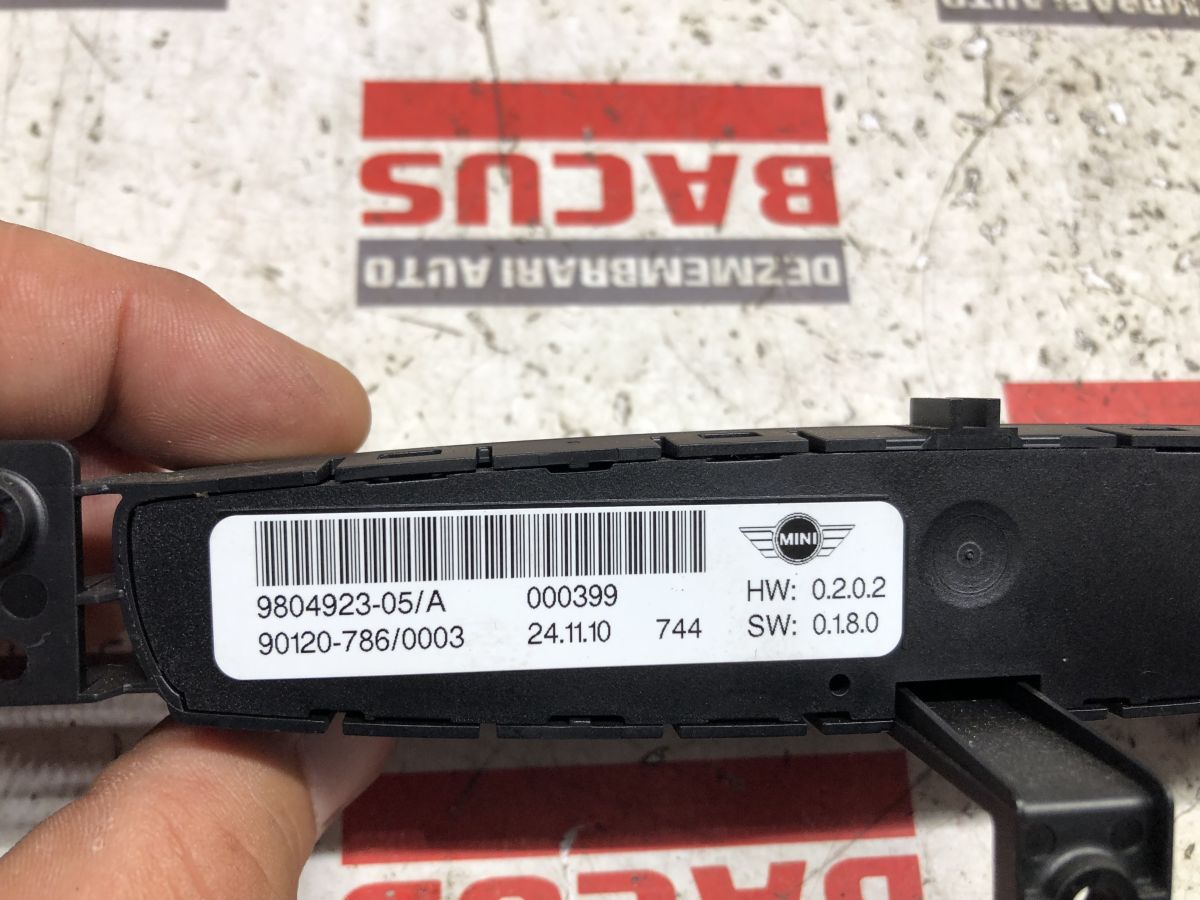 BACUS
DEZMEMBRARI AUTO
MINI
9804923-05/A 000399 HW: 0.2.0.2
90120-786/0003 24.11.10 744 SW: 0.1.8.0
BACUS